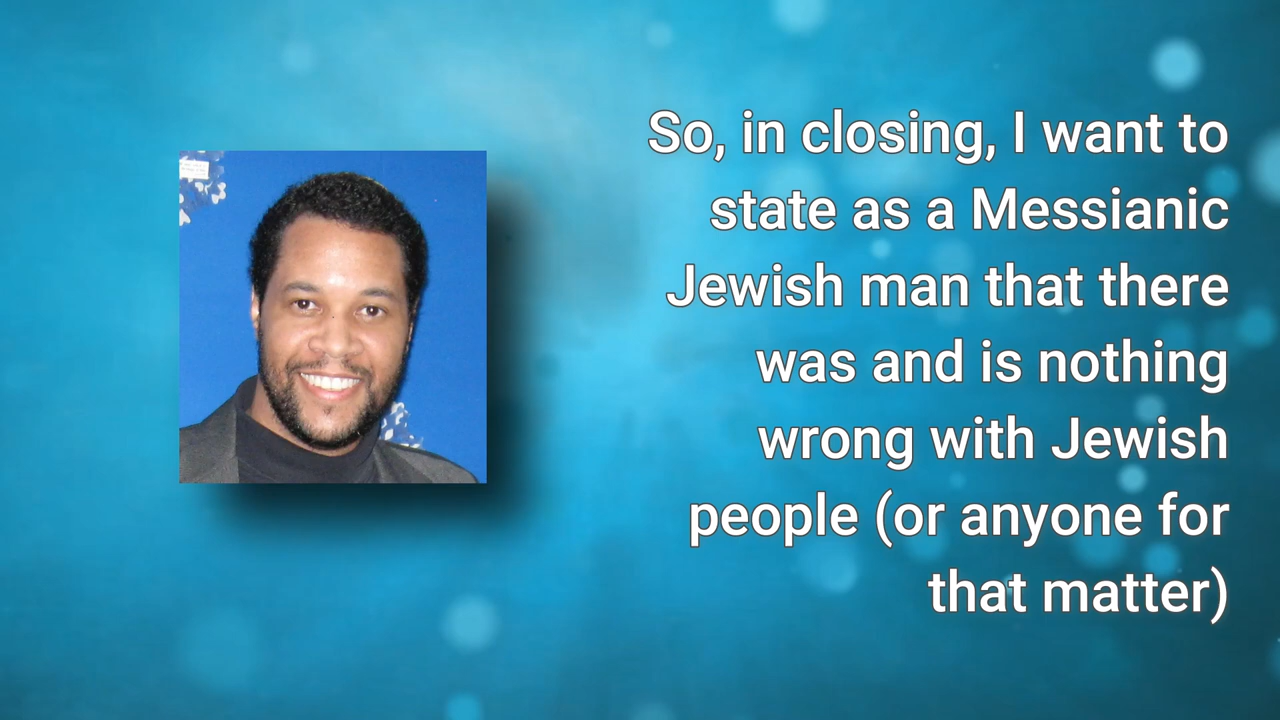 So, in closing, I want to
state as a Messianic
Jewish man that there
was and is nothing
wrong with Jewish
people (or anyone for
that matter)